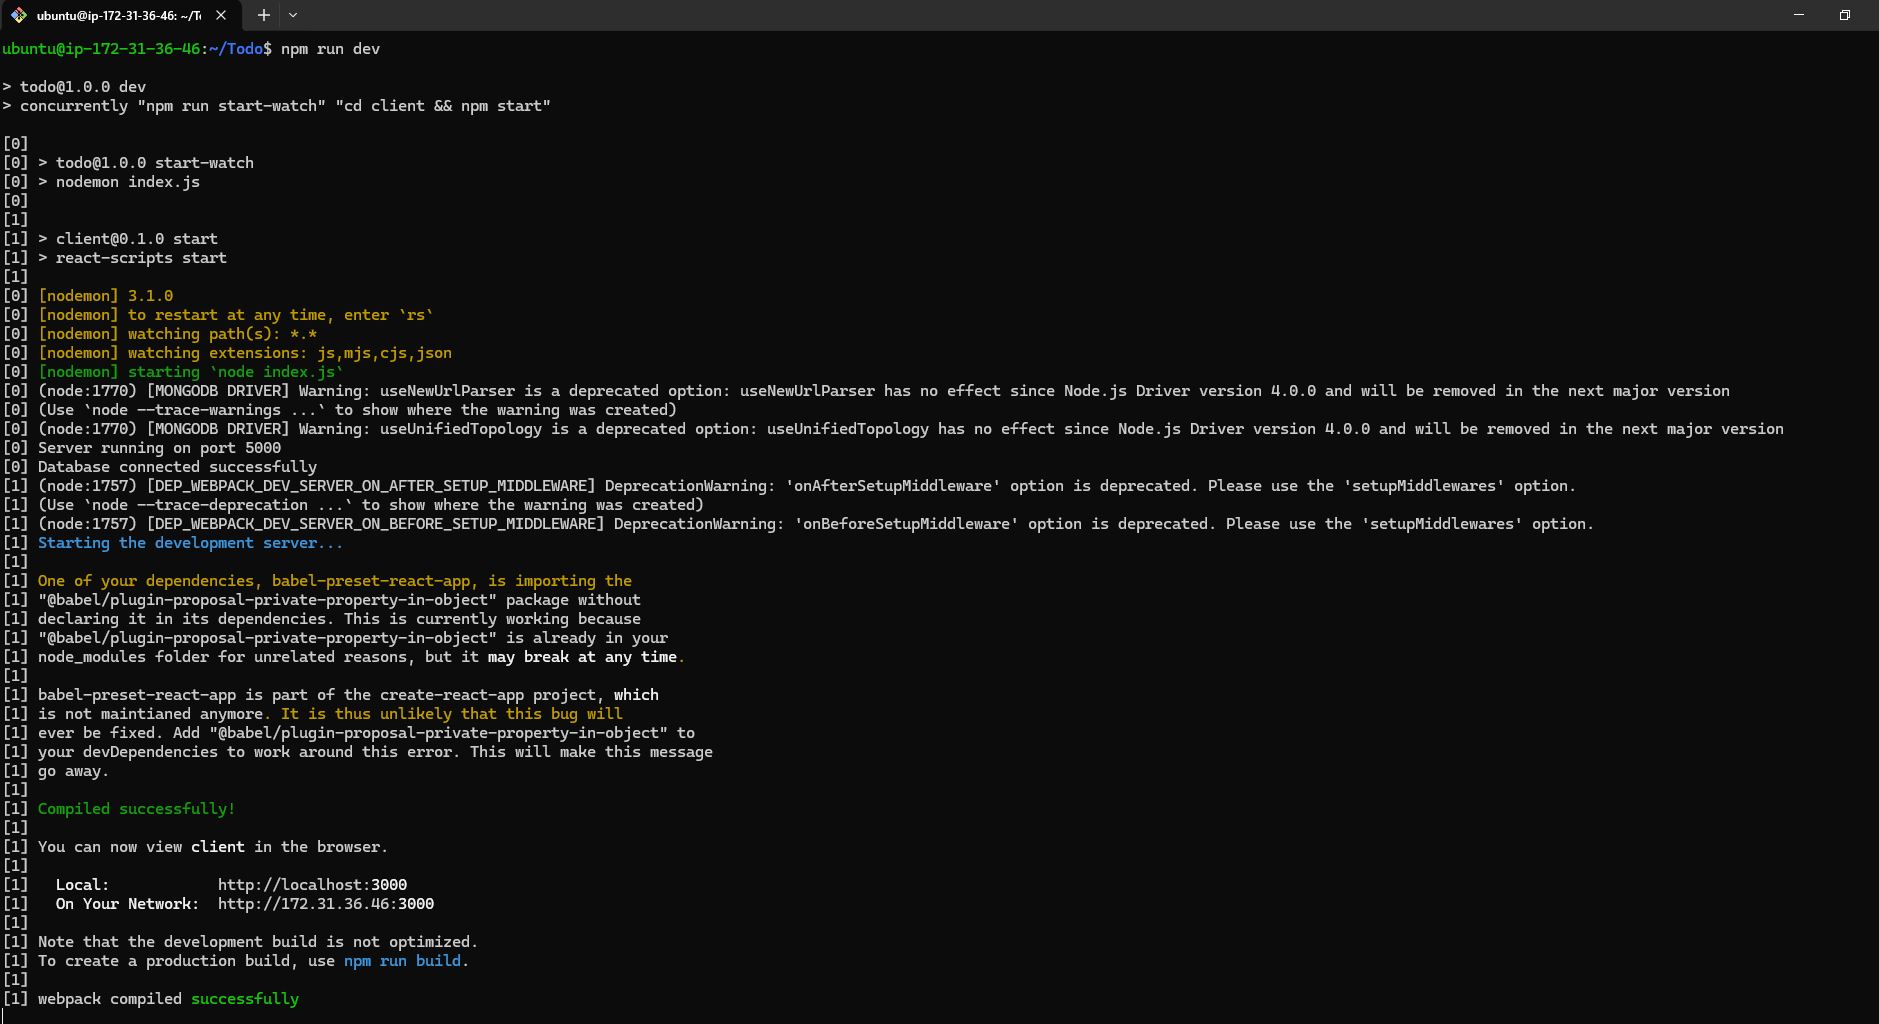 ubuntu@ip-172-31-36-46: ~/To
ubuntu@ip-172-31-36-46:~/Todo$ npm run dev
> todo@1.0.0 dev
> concurrently "npm run start-watch" "cd client && npm start"
[0]
[0] > todo@1.0.0 start-watch
[0] > nodemon index.js
[0]
[1]
[1] > client@0.1.0 start
[1] > react-scripts start
[1]
[0] [nodemon] 3.1.0
[0] [nodemon] to restart at any time, enter `rs`
[0] [nodemon] watching path(s): *.*
[0] [nodemon] watching extensions: js,mjs,cjs,json
[0] [nodemon] starting `node index.js`
[0] (node:1770) [MONGODB DRIVER] Warning: useNewUrlParser is a deprecated option: useNewUrlParser has no effect since Node.js Driver version 4.0.0 and will be removed in the next major version
[0] (Use `node --trace-warnings ...` to show where the warning was created)
[0] (node:1770) [MONGODB DRIVER] Warning: useUnifiedTopology is a deprecated option: useUnifiedTopology has no effect since Node.js Driver version 4.0.0 and will be removed in the next major version
[0] Server running on port 5000
[0] Database connected successfully
[1] (node:1757) [DEP_WEBPACK_DEV_SERVER_ON_AFTER_SETUP_MIDDLEWARE] DeprecationWarning: 'onAfterSetupMiddleware' option is deprecated. Please use the 'setupMiddlewares' option.
[1] (Use `node --trace-deprecation ...` to show where the warning was created)
[1] (node:1757) [DEP_WEBPACK_DEV_SERVER_ON_BEFORE_SETUP_MIDDLEWARE] DeprecationWarning: 'onBeforeSetupMiddleware' option is deprecated. Please use the 'setupMiddlewares' option.
[1] Starting the development server...
[1]
[1] One of your dependencies, babel-preset-react-app, is importing the
[1] "@babel/plugin-proposal-private-property-in-object" package without
[1] declaring it in its dependencies. This is currently working because
[1] "@babel/plugin-proposal-private-property-in-object" is already in your
[1] node_modules folder for unrelated reasons, but it may break at any time.
[1]
[1] babel-preset-react-app is part of the create-react-app project, which
[1] is not maintianed anymore. It is thus unlikely that this bug will
[1] ever be fixed. Add "@babel/plugin-proposal-private-property-in-object" to
[1] your devDependencies to work around this error. This will make this message
[1] go away.
[1]
[1] Compiled successfully!
[1]
[1] You can now view client in the browser.
[1]
[1] Local: http://localhost:3000
[1] On Your Network: http://172.31.36.46:3000
[1]
[1] Note that the development build is not optimized.
[1] To create a production build, use npm run build.
[1]
[1] webpack compiled successfully